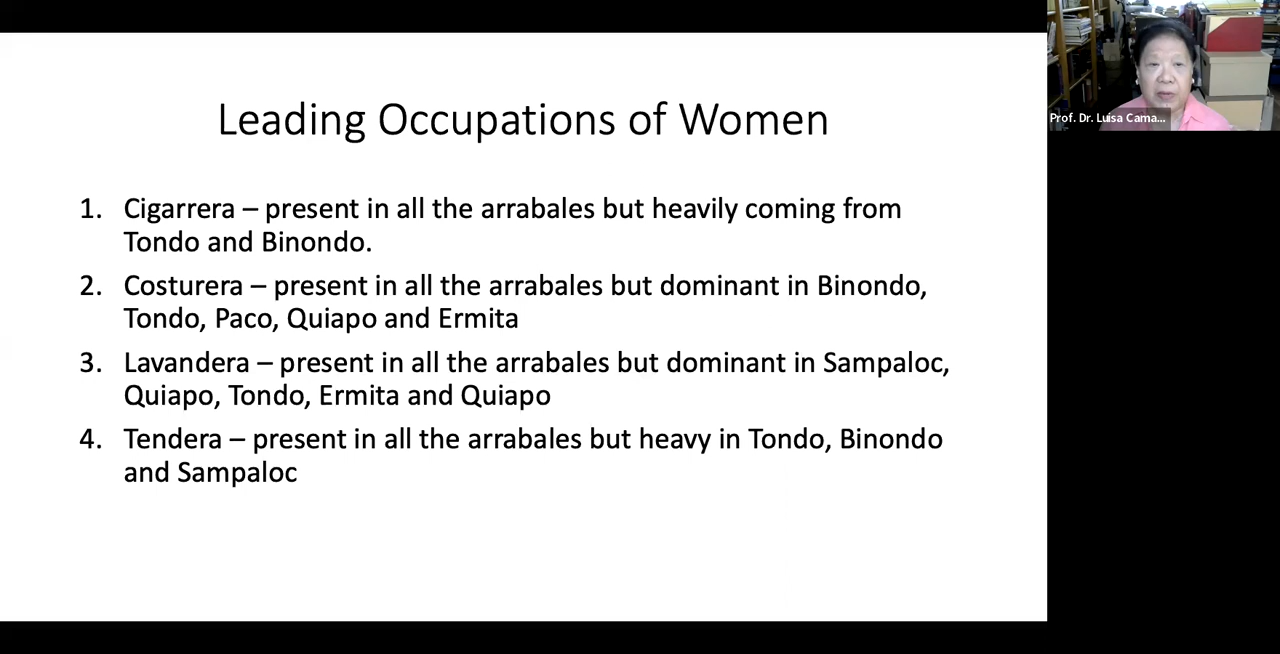 Leading Occupations of Women
1. Cigarrera – present in all the arrabales but heavily coming from
Tondo and Binondo.
2. Costurera – present in all the arrabales but dominant in Binondo,
Tondo, Paco, Quiapo and Ermita
3. Lavandera – present in all the arrabales but dominant in Sampaloc,
Quiapo, Tondo, Ermita and Quiapo
4. Tendera – present in all the arrabales but heavy in Tondo, Binondo
and Sampaloc
Prof. Dr. Luisa Cama...